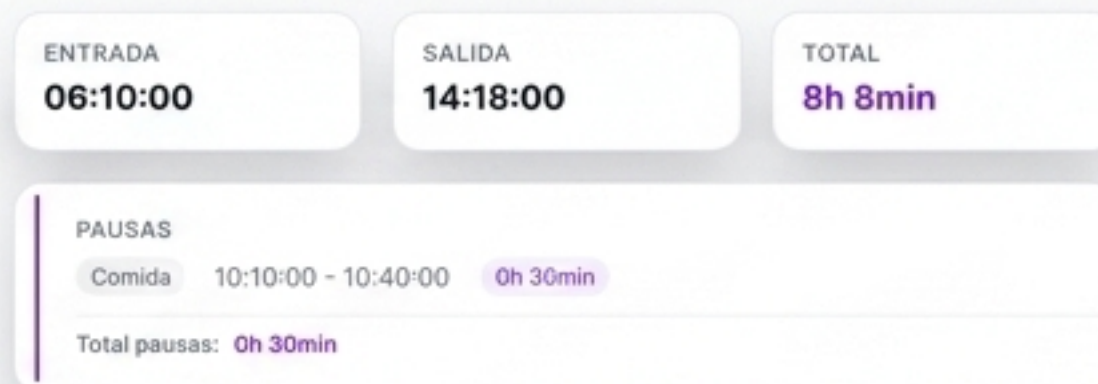 ENTRADA
06:10:00
SALIDA
14:18:00
TOTAL
8h 8min
PAUSAS
Comida 10:10:00 - 10:40:00 0h 30min
Total pausas: 0h 30min